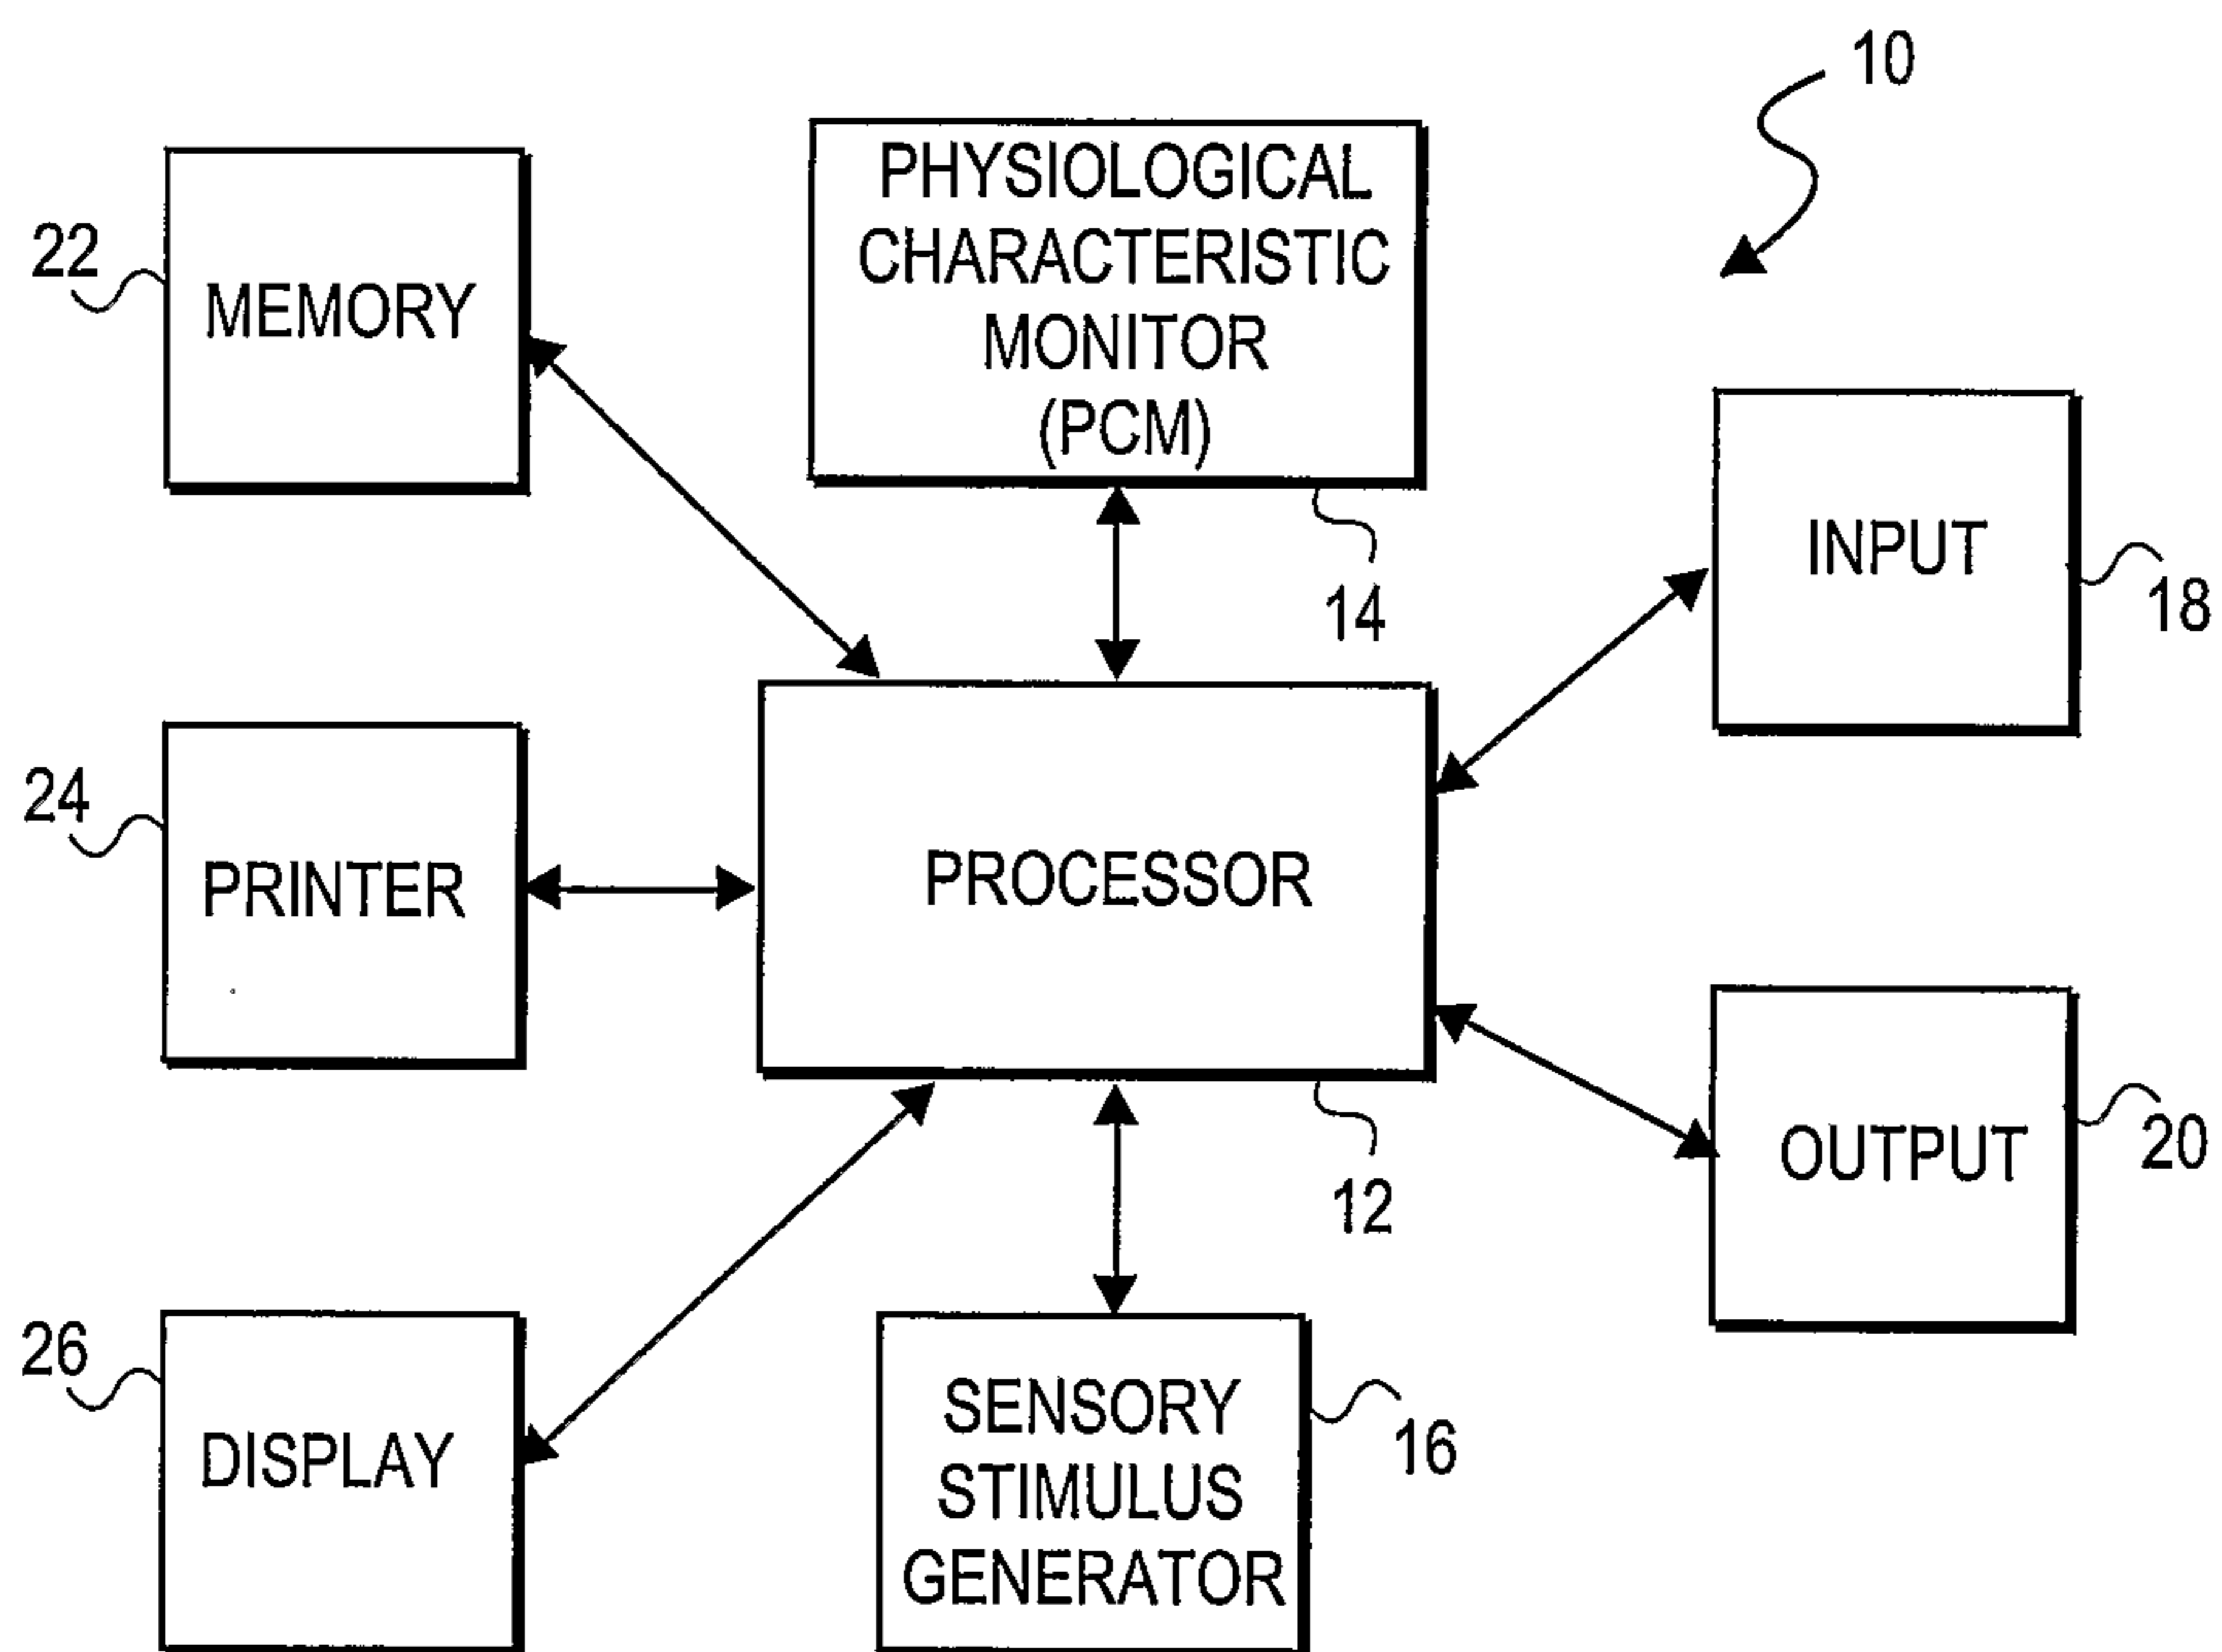 10
PHYSIOLOGICAL
CHARACTERISTIC
MONITOR
(PCM)
14
22
MEMORY
INPUT
18
24
PRINTER
PROCESSOR
12
OUTPUT
20
26
DISPLAY
SENSORY
STIMULUS
GENERATOR
16